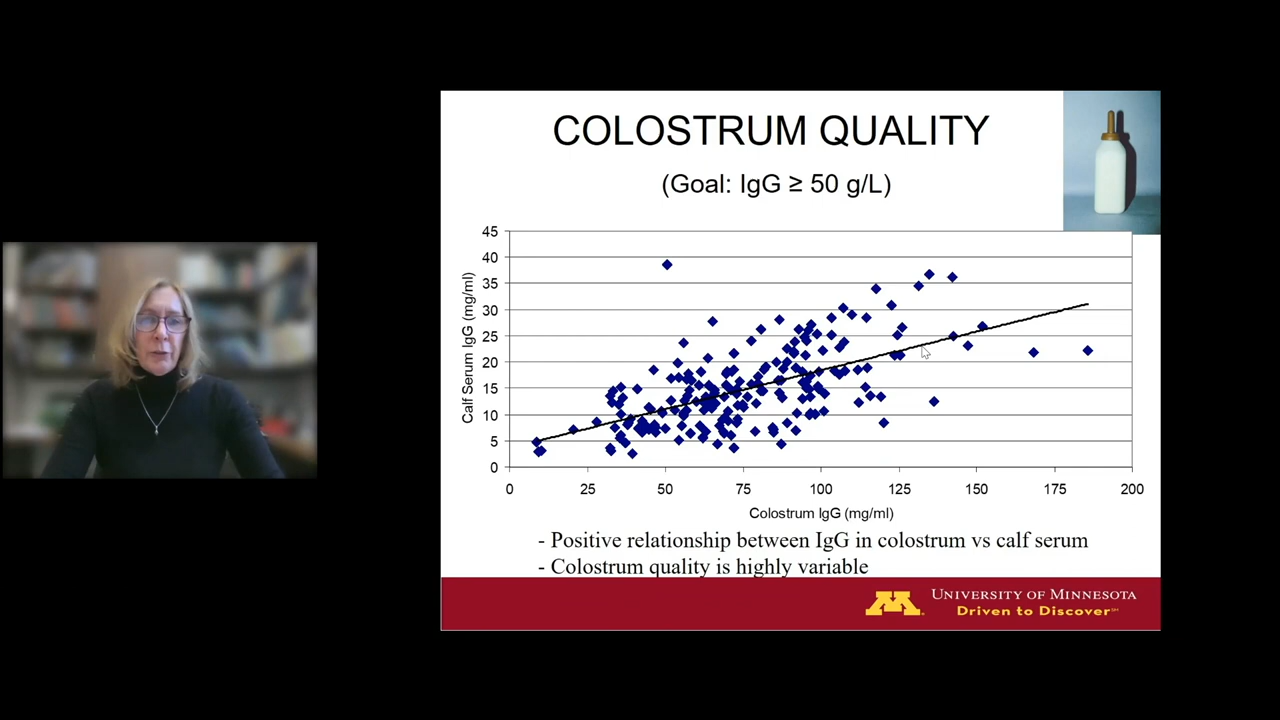 COLOSTRUM QUALITY
(Goal: IgG ≥ 50 g/L)
45
40
35
30
25
20
15
10
5
0
Calf Serum IgG (mg/ml)
0 25 50 75 100 125 150 175 200
Colostrum IgG (mg/ml)
- Positive relationship between IgG in colostrum vs calf serum
- Colostrum quality is highly variable
UNIVERSITY OF MINNESOTA
Driven to Discover℠